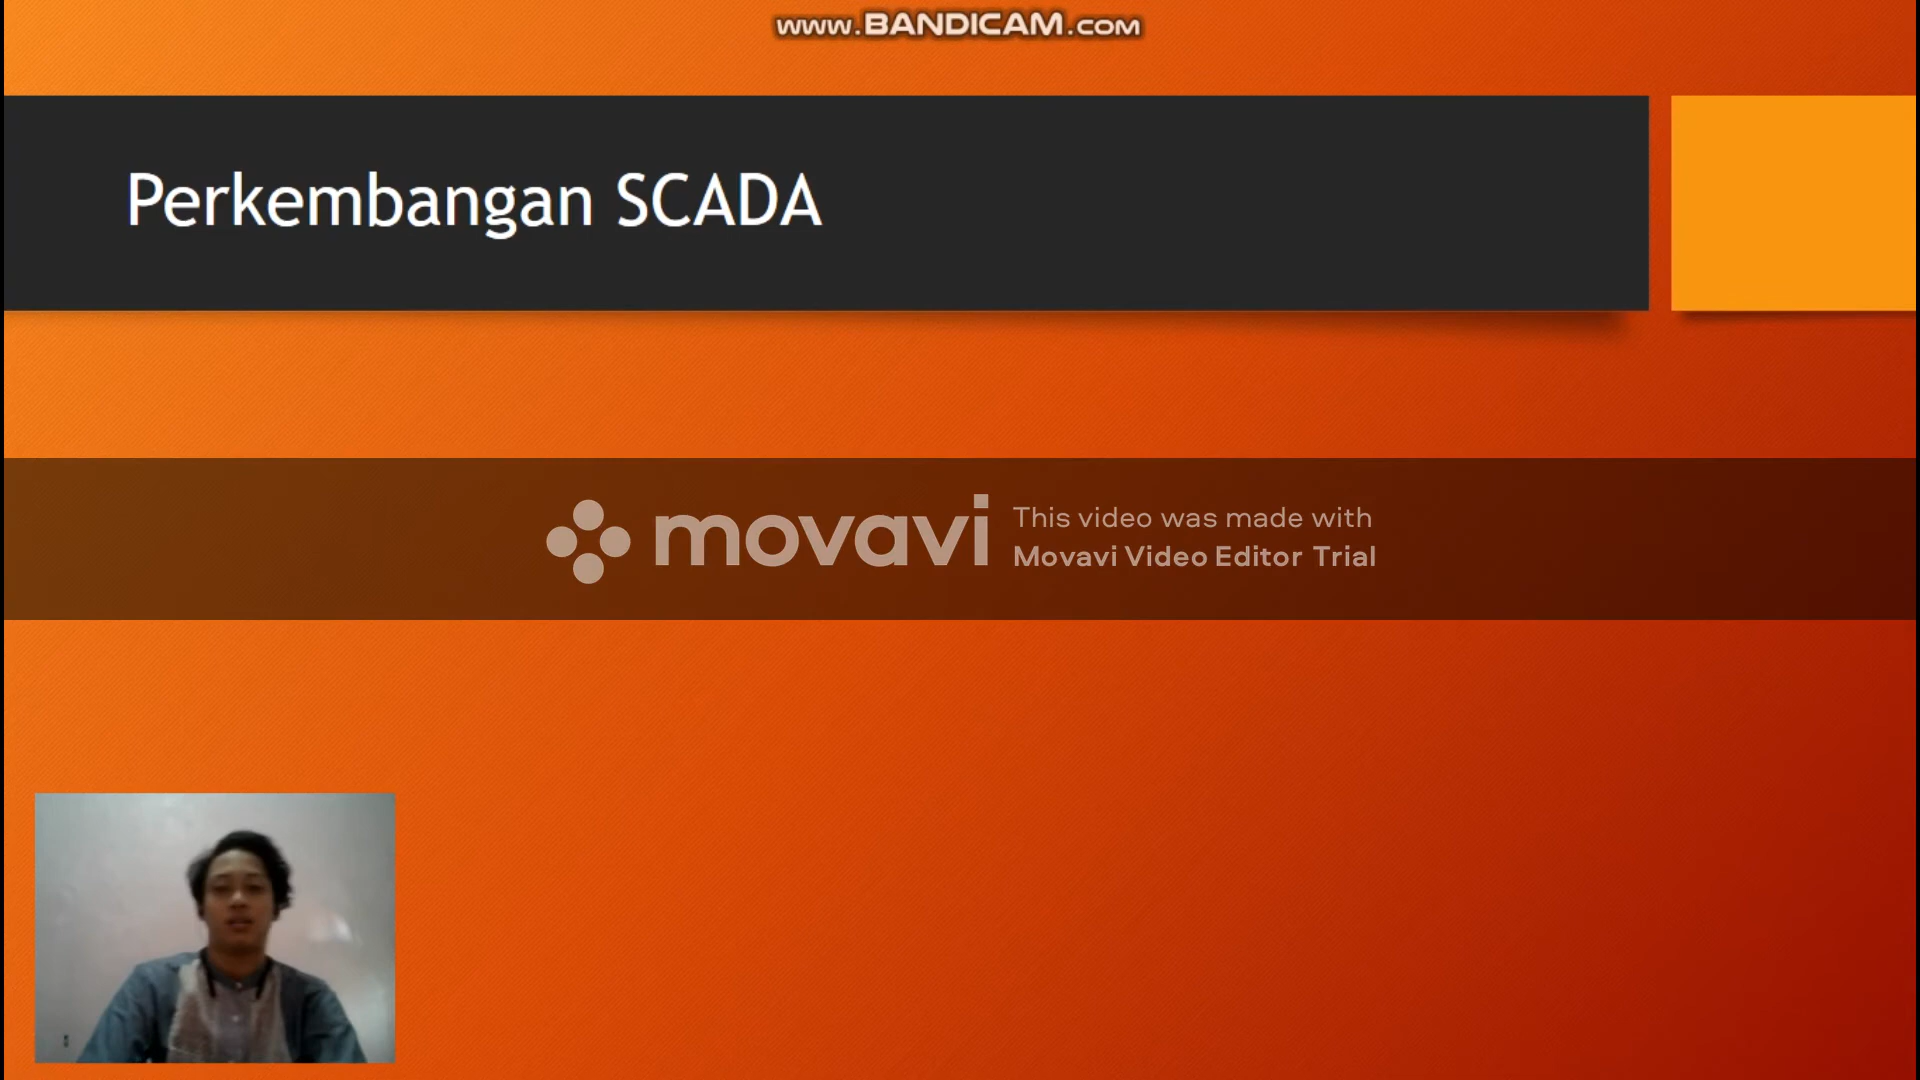 www.BANDICAM.com
Perkembangan SCADA
movavi
This video was made with
Movavi Video Editor Trial